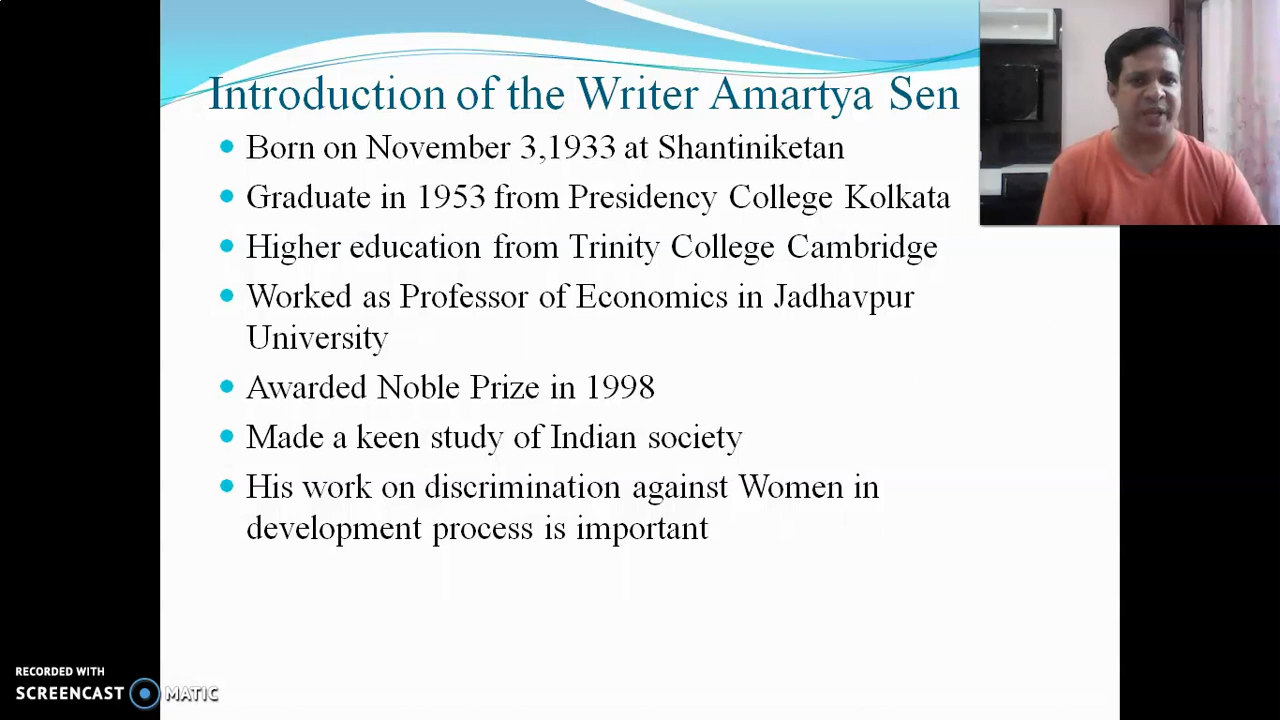 Introduction of the Writer Amartya Sen
Born on November 3,1933 at Shantiniketan
Graduate in 1953 from Presidency College Kolkata
Higher education from Trinity College Cambridge
Worked as Professor of Economics in Jadhavpur
University
Awarded Noble Prize in 1998
Made a keen study of Indian society
His work on discrimination against Women in
development process is important
RECORDED WITH
SCREENCAST MATIC